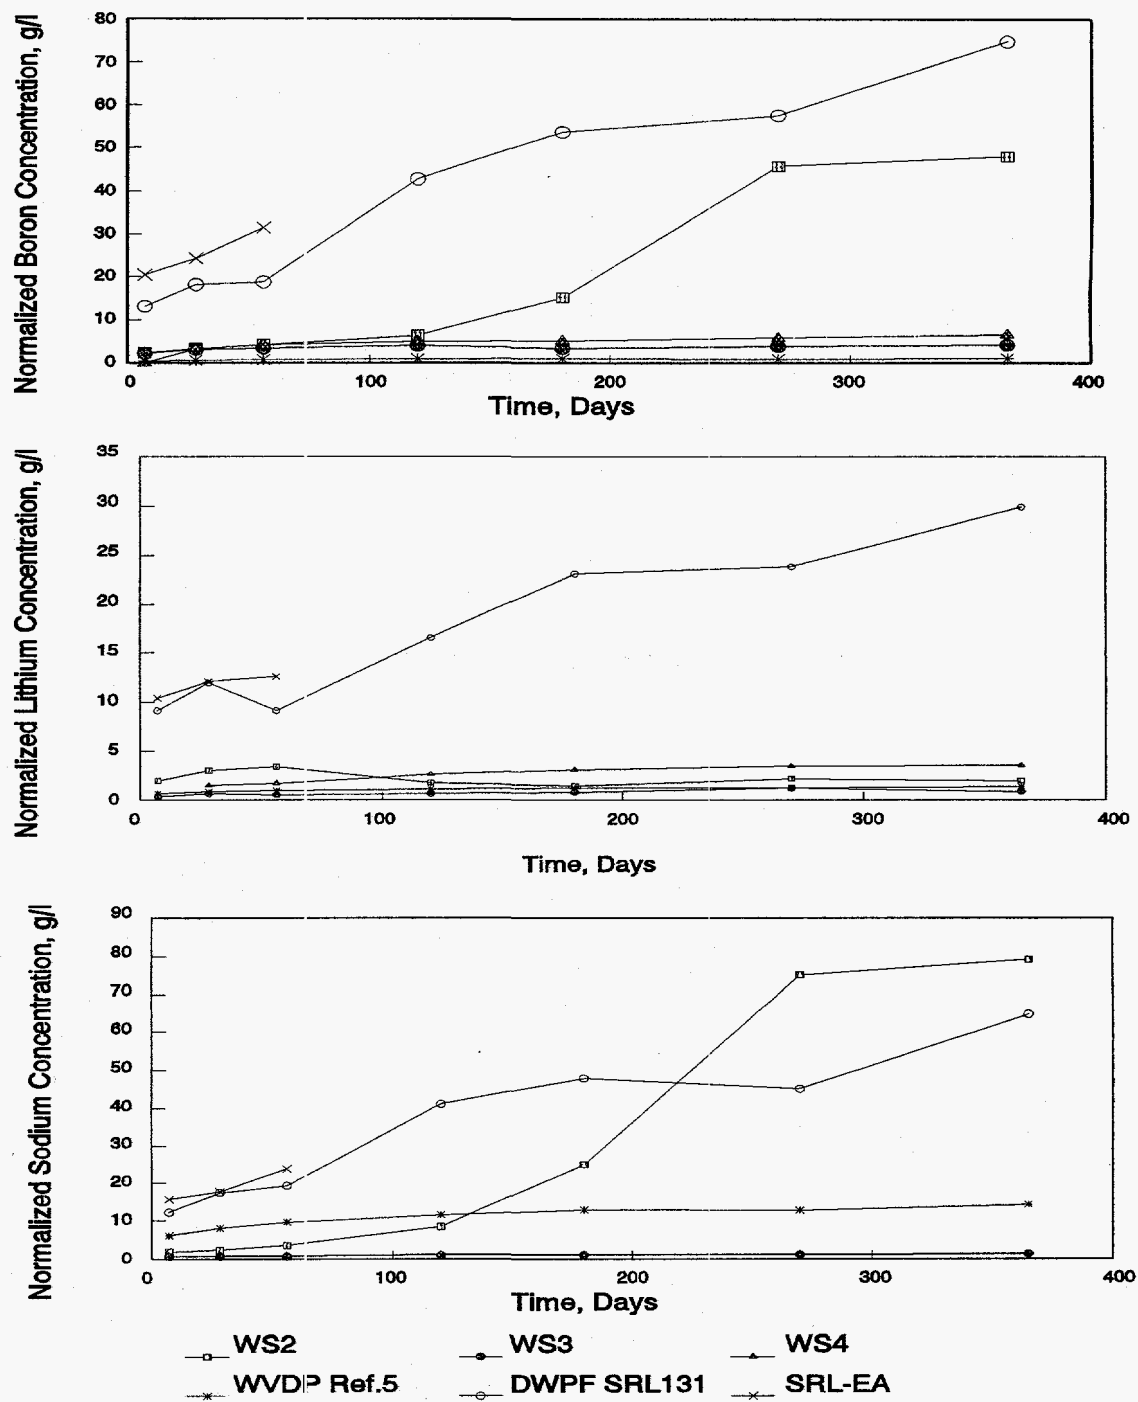 Normalized Boron Concentration, g/l
80
70
60
50
40
30
20
10
0
0 100 200 300 400
Time, Days
Normalized Lithium Concentration, g/l
35
30
25
20
15
10
5
0
0 100 200 300 400
Time, Days
Normalized Sodium Concentration, g/l
90
80
70
60
50
40
30
20
10
0
0 100 200 300 400
Time, Days
WS2 WS3 WS4
WVDP Ref.5 DWPF SRL131 SRL-EA